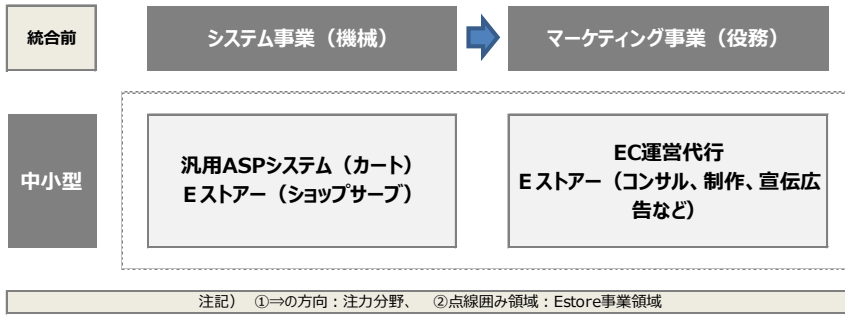 統合前
システム事業（機械）
マーケティング事業（役務）
中小型
汎用ASPシステム（カート）
Eストアー（ショップサーブ）
EC運営代行
Eストアー（コンサル、制作、宣伝広
告など）
注記） ①⇒の方向：注力分野、 ②点線囲み領域：Estore事業領域